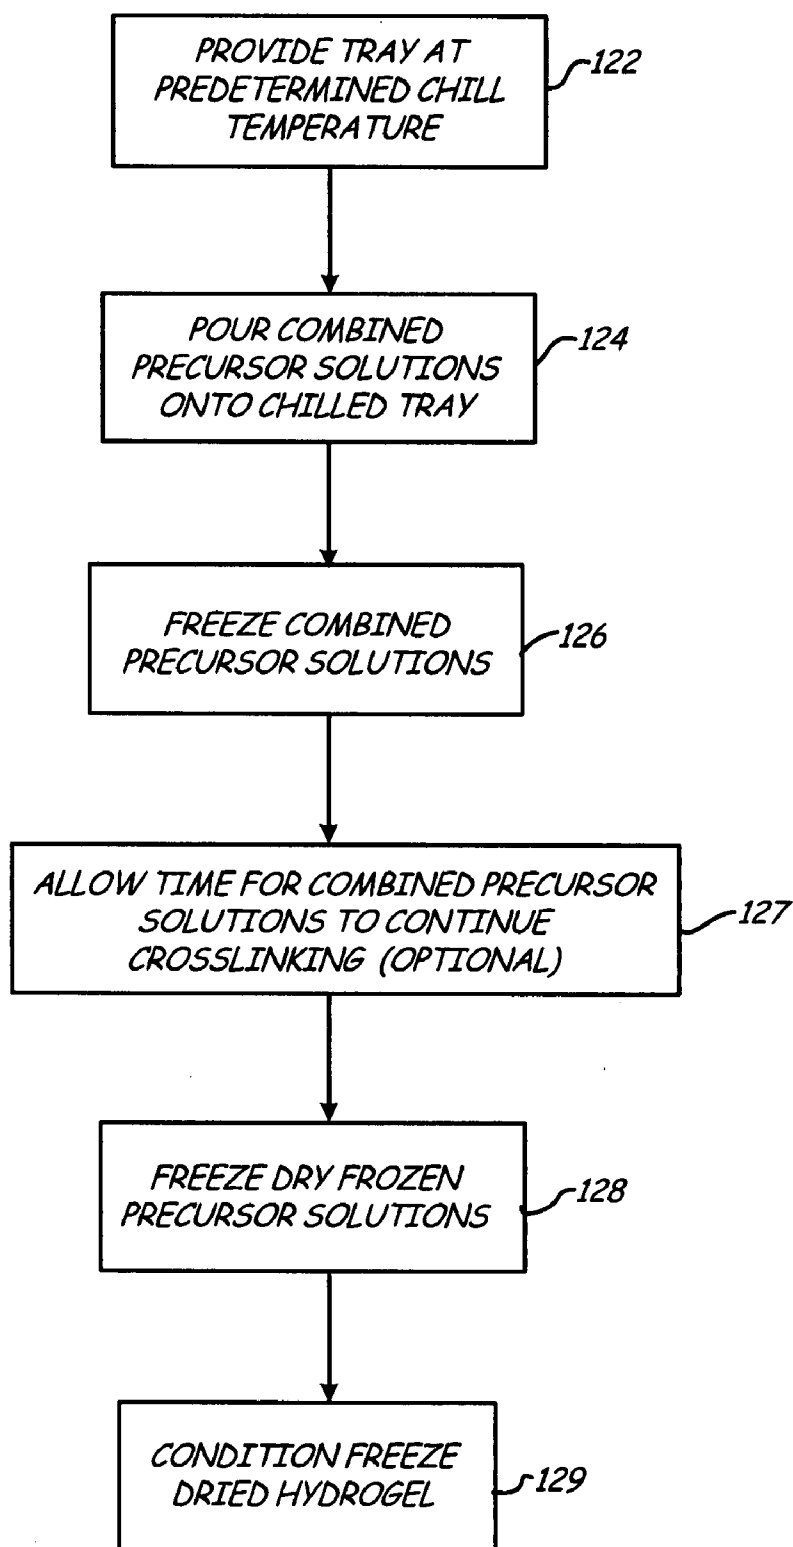 PROVIDE TRAY AT
PREDETERMINED CHILL
TEMPERATURE
122
POUR COMBINED
PRECURSOR SOLUTIONS
ONTO CHILLED TRAY
124
FREEZE COMBINED
PRECURSOR SOLUTIONS
126
ALLOW TIME FOR COMBINED PRECURSOR
SOLUTIONS TO CONTINUE
CROSSLINKING (OPTIONAL)
127
FREEZE DRY FROZEN
PRECURSOR SOLUTIONS
128
CONDITION FREEZE
DRIED HYDROGEL
129